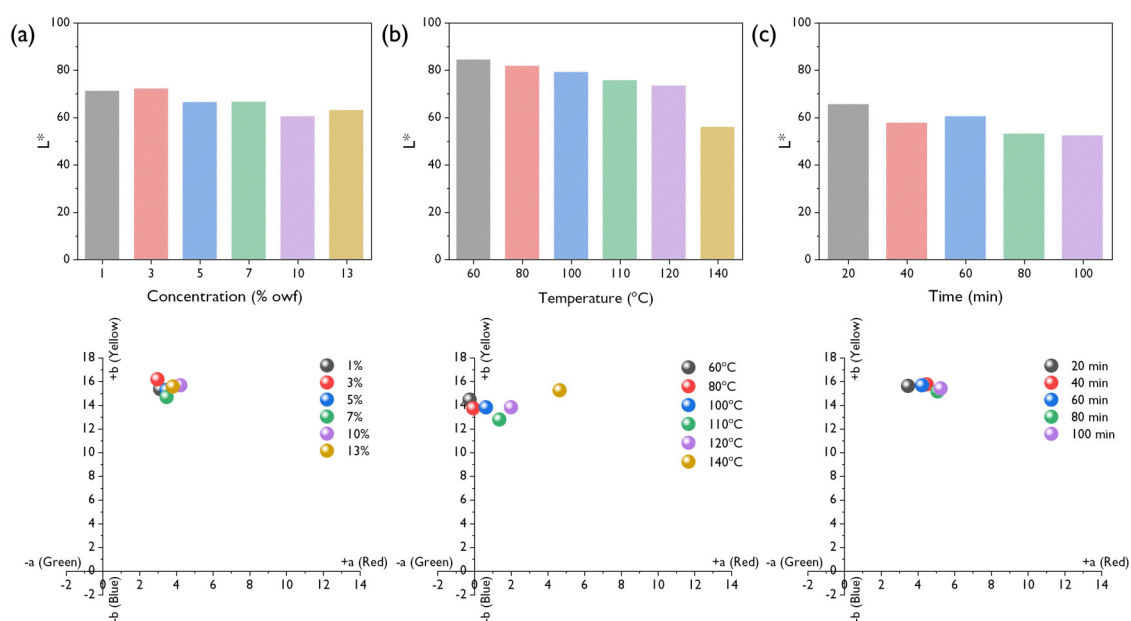 (a)
100
80
60
40
20
0
L*
1 3 5 7 10 13
Concentration (% owf)
(b)
100
80
60
40
20
0
L*
60 80 100 110 120 140
Temperature (°C)
(c)
100
80
60
40
20
0
L*
20 40 60 80 100
Time (min)
+b (Yellow)
18
16
14
12
10
8
6
4
2
0
-2
-a (Green)
+a (Red)
-2 0 2 4 6 8 10 12 14
-b (Blue)
1%
3%
5%
7%
10%
13%
+b (Yellow)
18
16
14
12
10
8
6
4
2
0
-2
-a (Green)
+a (Red)
-2 0 2 4 6 8 10 12 14
-b (Blue)
60°C
80°C
100°C
110°C
120°C
140°C
+b (Yellow)
18
16
14
12
10
8
6
4
2
0
-2
-a (Green)
+a (Red)
-2 0 2 4 6 8 10 12 14
-b (Blue)
20 min
40 min
60 min
80 min
100 min